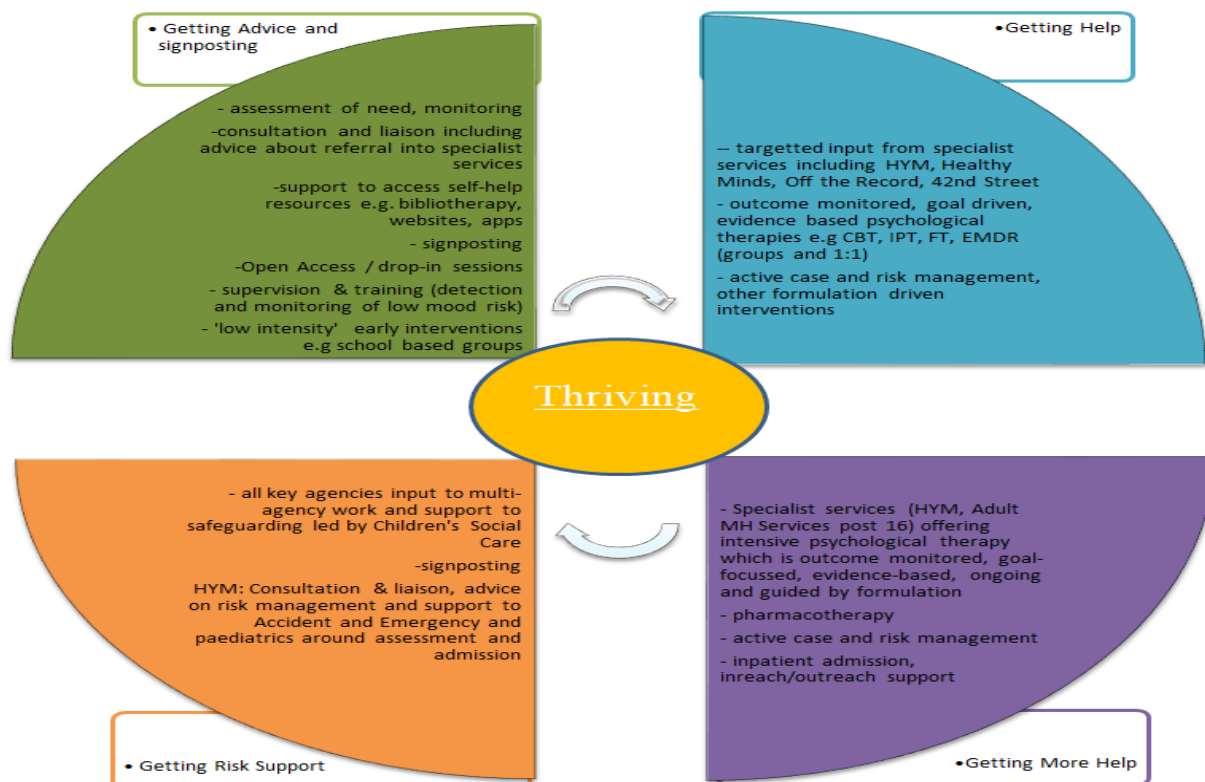 • Getting Advice and
signposting
- assessment of need, monitoring
-consultation and liaison including
advice about referral into specialist
services
-support to access self-help
resources e.g. bibliotherapy,
websites, apps
- signposting
-Open Access / drop-in sessions
- supervision & training (detection
and monitoring of low mood risk)
- 'low intensity' early interventions
e.g school based groups
•Getting Help
-- targetted input from specialist
services including HYM, Healthy
Minds, Off the Record, 42nd Street
- outcome monitored, goal driven,
evidence based psychological
therapies e.g CBT, IPT, FT, EMDR
(groups and 1:1)
- active case and risk management,
other formulation driven
interventions
Thriving
- all key agencies input to multi-
agency work and support to
safeguarding led by Children's Social
Care
-signposting
HYM: Consultation & liaison, advice
on risk management and support to
Accident and Emergency and
paediatrics around assessment and
admission
• Getting Risk Support
- Specialist services (HYM, Adult
MH Services post 16) offering
intensive psychological therapy
which is outcome monitored, goal-
focussed, evidence-based, ongoing
and guided by formulation
- pharmacotherapy
- active case and risk management
- inpatient admission,
inreach/outreach support
•Getting More Help